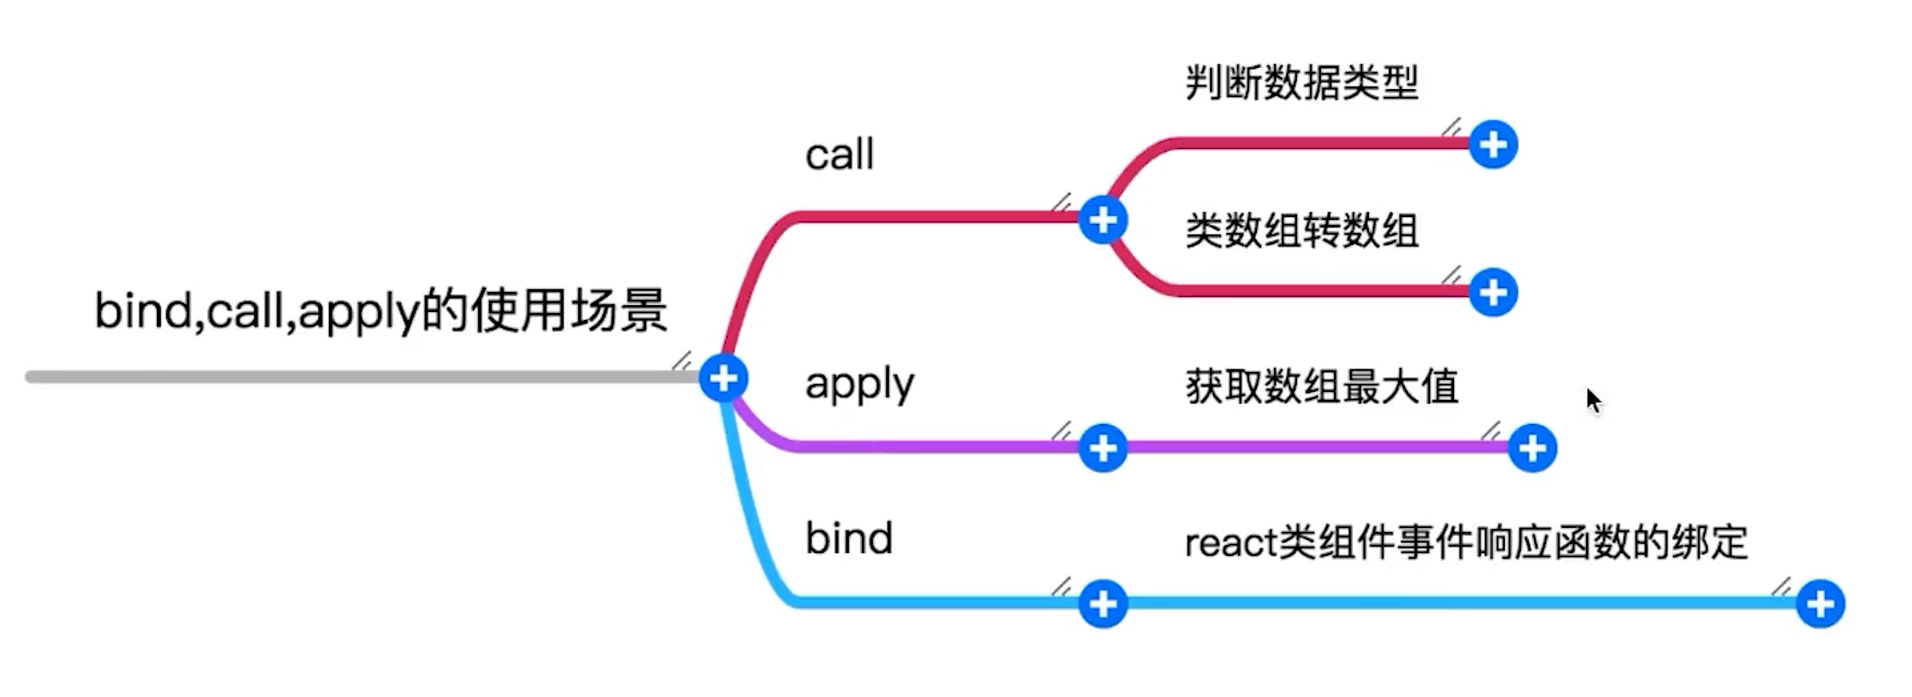 bind,call,apply的使用场景
call
判断数据类型
类数组转数组
apply
获取数组最大值
bind
react类组件事件响应函数的绑定